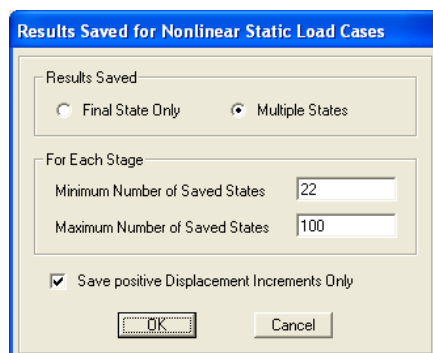 Results Saved for Nonlinear Static Load Cases
Results Saved
Final State Only Multiple States
For Each Stage
Minimum Number of Saved States 22
Maximum Number of Saved States 100
Save positive Displacement Increments Only
OK Cancel